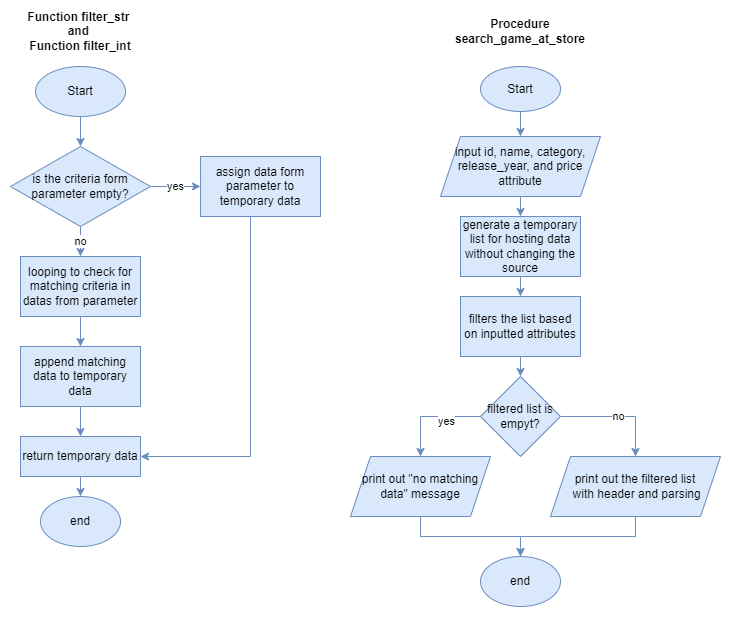 Function filter_str
and
Function filter_int
Start
is the criteria form
parameter empty?
yes
assign data form
parameter to
temporary data
no
looping to check for
matching criteria in
datas from parameter
append matching
data to temporary
data
return temporary data
end
Procedure
search_game_at_store
Start
input id, name, category,
release_year, and price
attribute
generate a temporary
list for hosting data
without changing the
source
filters the list based
on inputted attributes
filtered list is
empyt?
yes
no
print out "no matching
data" message
print out the filtered list
with header and parsing
end